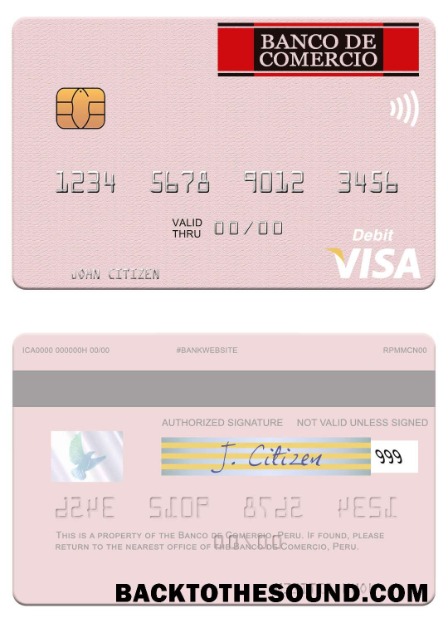 BANCO DE
COMERCIO
1234 5678 9012 3456
VALID
THRU 00/00
Debit
VISA
JOHN CITIZEN
ICA0000 000000H 00/00 #BANKWEBSITE RPMMCN00
AUTHORIZED SIGNATURE NOT VALID UNLESS SIGNED
J. Citizen 999
THIS IS A PROPERTY OF THE BANCO DE COMERCIO, PERU. IF FOUND, PLEASE
RETURN TO THE NEAREST OFFICE OF THE BANCO DE COMERCIO, PERU.
BACKTOTHESOUND.COM